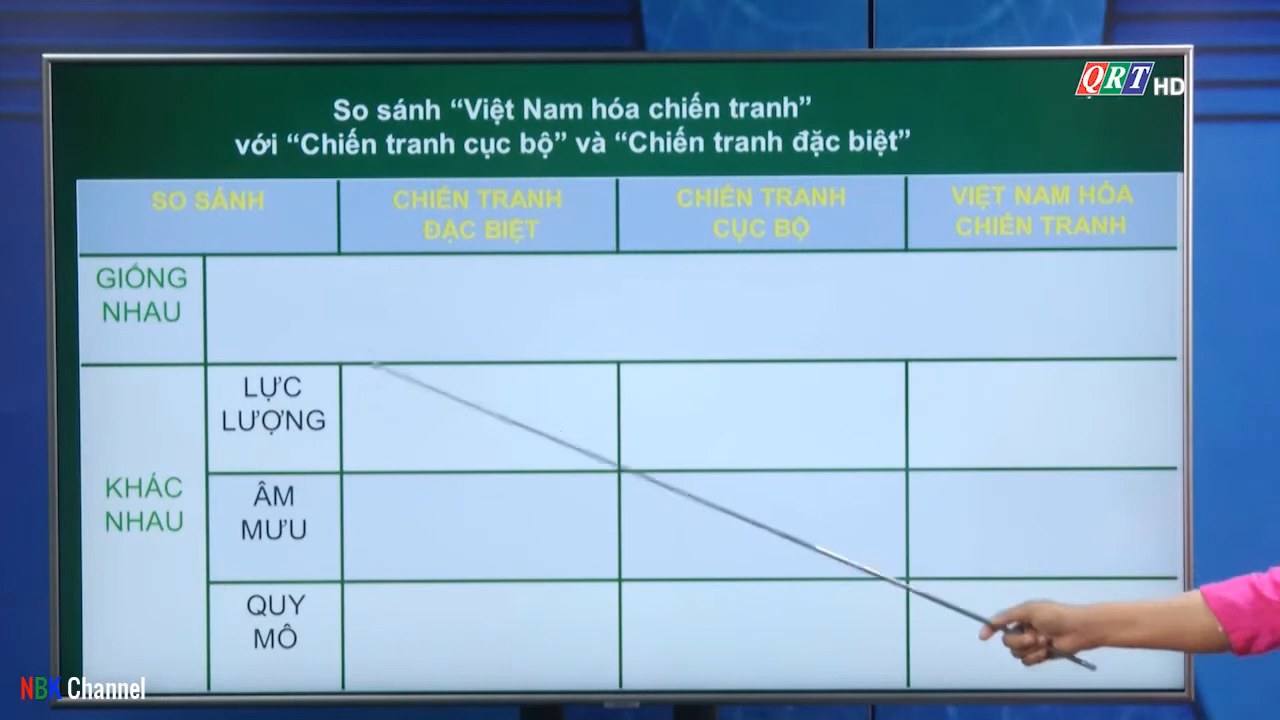 QRT HD
So sánh “Việt Nam hóa chiến tranh”
với “Chiến tranh cục bộ” và “Chiến tranh đặc biệt”
SO SÁNH
CHIẾN TRANH
ĐẶC BIỆT
CHIẾN TRANH
CỤC BỘ
VIỆT NAM HÓA
CHIẾN TRANH
GIỐNG
NHAU
KHÁC
NHAU
LỰC
LƯỢNG
ÂM
MƯU
QUY
MÔ
NBK Channel